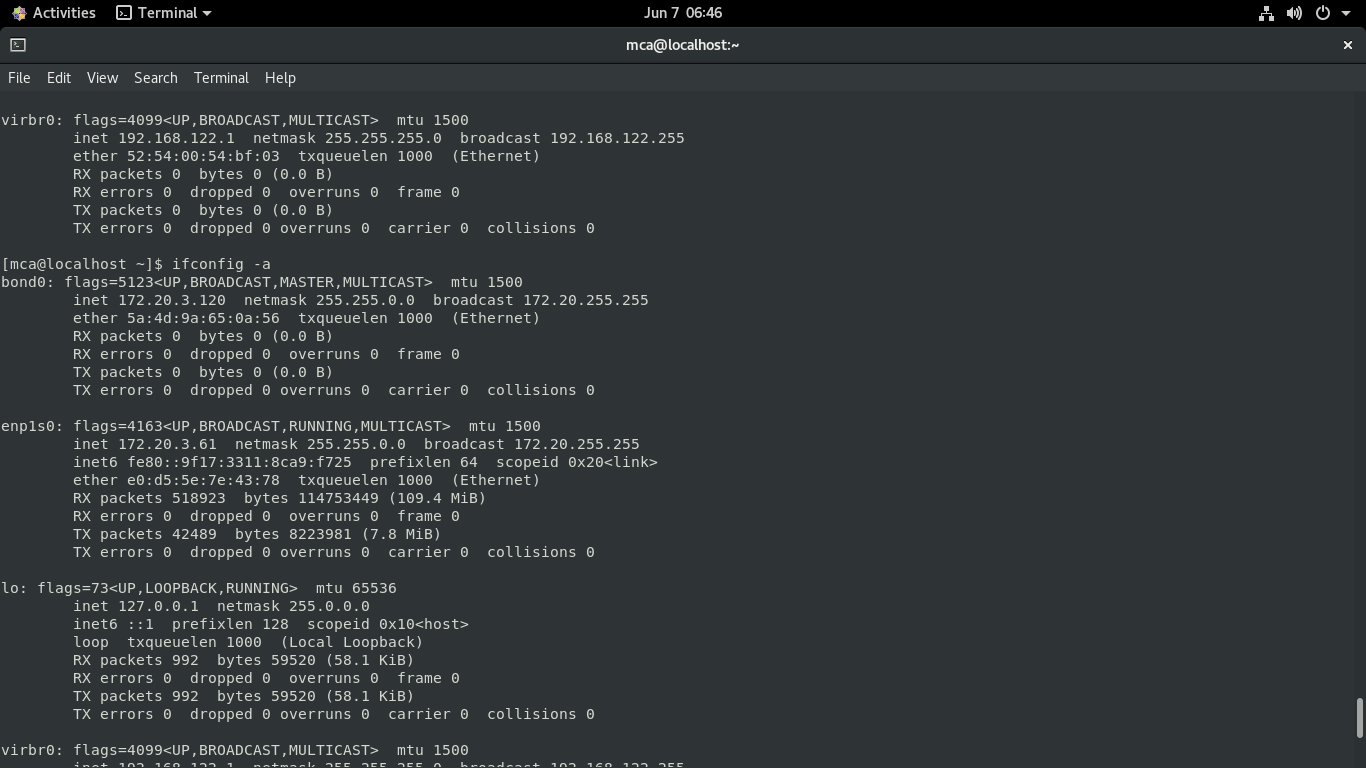 Activities Terminal Jun 7 06:46
mca@localhost:~
File Edit View Search Terminal Help
virbr0: flags=4099<UP,BROADCAST,MULTICAST>  mtu 1500
        inet 192.168.122.1  netmask 255.255.255.0  broadcast 192.168.122.255
        ether 52:54:00:54:bf:03  txqueuelen 1000  (Ethernet)
        RX packets 0  bytes 0 (0.0 B)
        RX errors 0  dropped 0  overruns 0  frame 0
        TX packets 0  bytes 0 (0.0 B)
        TX errors 0  dropped 0 overruns 0  carrier 0  collisions 0
[mca@localhost ~]$ ifconfig -a
bond0: flags=5123<UP,BROADCAST,MASTER,MULTICAST>  mtu 1500
        inet 172.20.3.120  netmask 255.255.0.0  broadcast 172.20.255.255
        ether 5a:4d:9a:65:0a:56  txqueuelen 1000  (Ethernet)
        RX packets 0  bytes 0 (0.0 B)
        RX errors 0  dropped 0  overruns 0  frame 0
        TX packets 0  bytes 0 (0.0 B)
        TX errors 0  dropped 0 overruns 0  carrier 0  collisions 0
enp1s0: flags=4163<UP,BROADCAST,RUNNING,MULTICAST>  mtu 1500
        inet 172.20.3.61  netmask 255.255.0.0  broadcast 172.20.255.255
        inet6 fe80::9f17:3311:8ca9:f725  prefixlen 64  scopeid 0x20<link>
        ether e0:d5:5e:7e:43:78  txqueuelen 1000  (Ethernet)
        RX packets 518923  bytes 114753449 (109.4 MiB)
        RX errors 0  dropped 0  overruns 0  frame 0
        TX packets 42489  bytes 8223981 (7.8 MiB)
        TX errors 0  dropped 0 overruns 0  carrier 0  collisions 0
lo: flags=73<UP,LOOPBACK,RUNNING>  mtu 65536
        inet 127.0.0.1  netmask 255.0.0.0
        inet6 ::1  prefixlen 128  scopeid 0x10<host>
        loop  txqueuelen 1000  (Local Loopback)
        RX packets 992  bytes 59520 (58.1 KiB)
        RX errors 0  dropped 0  overruns 0  frame 0
        TX packets 992  bytes 59520 (58.1 KiB)
        TX errors 0  dropped 0 overruns 0  carrier 0  collisions 0
virbr0: flags=4099<UP,BROADCAST,MULTICAST>  mtu 1500
        inet 192.168.122.1  netmask 255.255.255.0  broadcast 192.168.122.255